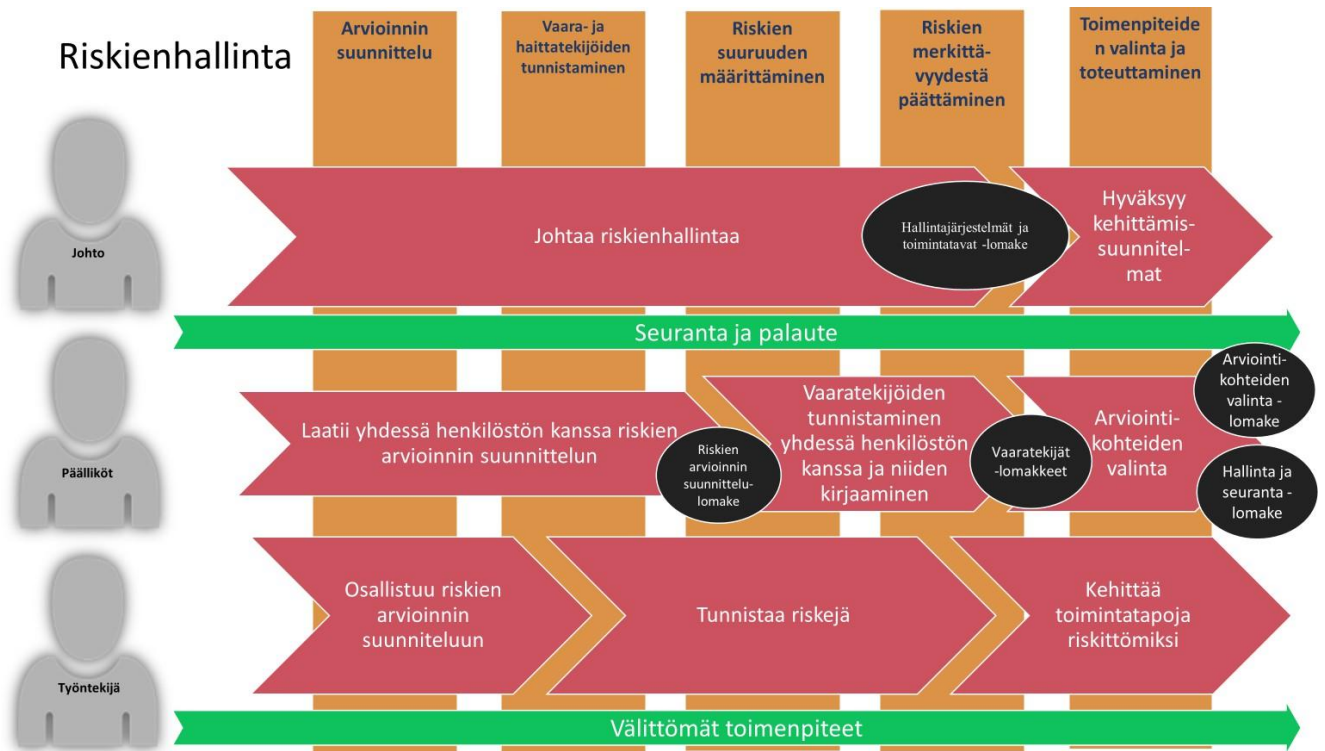 Riskienhallinta
Arvioinnin
suunnittelu
Vaara- ja
haittatekijöiden
tunnistaminen
Riskien
suuruuden
määrittäminen
Riskien
merkittä-
vyydestä
päättäminen
Toimenpiteide
n valinta ja
toteuttaminen
Johto
Johtaa riskienhallintaa
Hallintajärjestelmät ja
toimintatavat -lomake
Hyväksyy
kehittämis-
suunnitel-
mat
Seuranta ja palaute
Päälliköt
Laatii yhdessä henkilöstön kanssa riskien
arvioinnin suunnittelun
Riskien
arvioinnin
suunnittelu-
lomake
Vaaratekijöiden
tunnistaminen
yhdessä henkilöstön
kanssa ja niiden
kirjaaminen
Vaaratekijät
-lomakkeet
Arviointi-
kohteiden
valinta
Arviointi-
kohteiden
valinta -
lomake
Hallinta ja
seuranta -
lomake
Työntekijä
Osallistuu riskien
arvioinnin
suunniteluun
Tunnistaa riskejä
Kehittää
toimintatapoja
riskittömiksi
Välittömät toimenpiteet